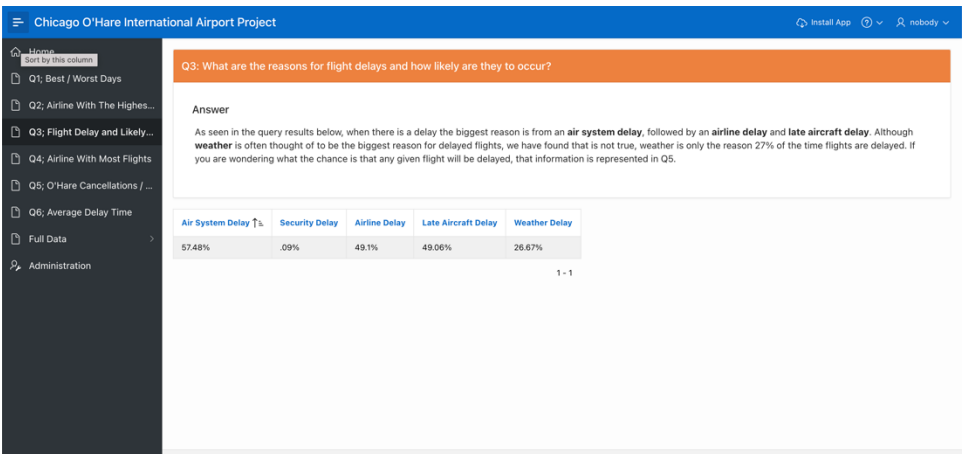 Chicago O'Hare International Airport Project
Install App
nobody
Home
Sort by this column
Q1; Best / Worst Days
Q2; Airline With The Highes...
Q3; Flight Delay and Likely...
Q4; Airline With Most Flights
Q5; O'Hare Cancellations / ...
Q6; Average Delay Time
Full Data
Administration
Q3: What are the reasons for flight delays and how likely are they to occur?
Answer
As seen in the query results below, when there is a delay the biggest reason is from an air system delay, followed by an airline delay and late aircraft delay. Although
weather is often thought of to be the biggest reason for delayed flights, we have found that is not true, weather is only the reason 27% of the time flights are delayed. If
you are wondering what the chance is that any given flight will be delayed, that information is represented in Q5.
Air System Delay Security Delay Airline Delay Late Aircraft Delay Weather Delay
57.48% .09% 49.1% 49.06% 26.67%
1 - 1